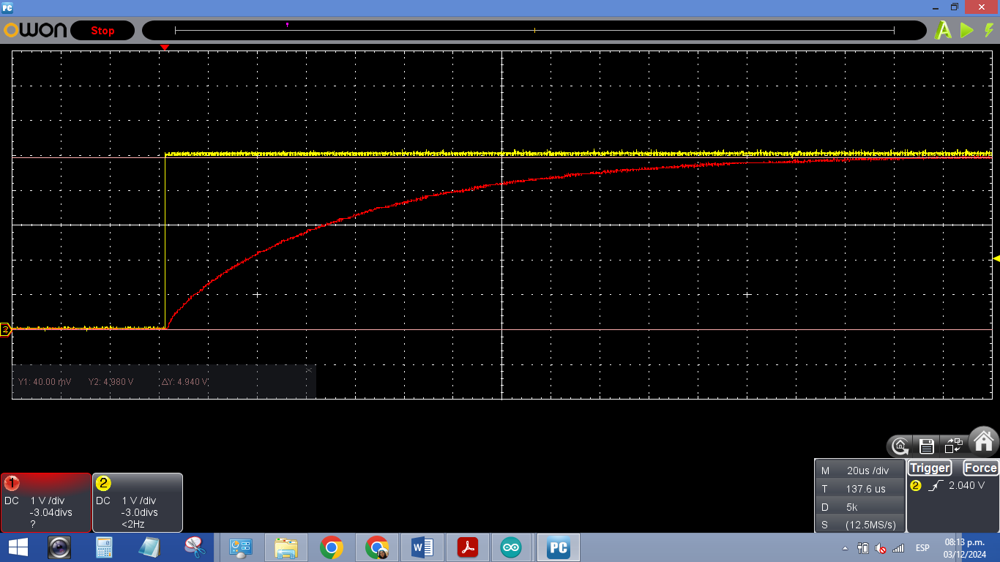 PC
OWON
Stop
A
2
Y1: 40.00 mV Y2: 4.980 V ΔY: 4.940 V
M 20us /div
T 137.6 us
D 5k
S (12.5MS/s)
Trigger Force
2 2.040 V
1
DC 1 V /div
-3.04divs
?
2
DC 1 V /div
-3.0divs
<2Hz
W
PC
ESP
08:13 p.m.
03/12/2024